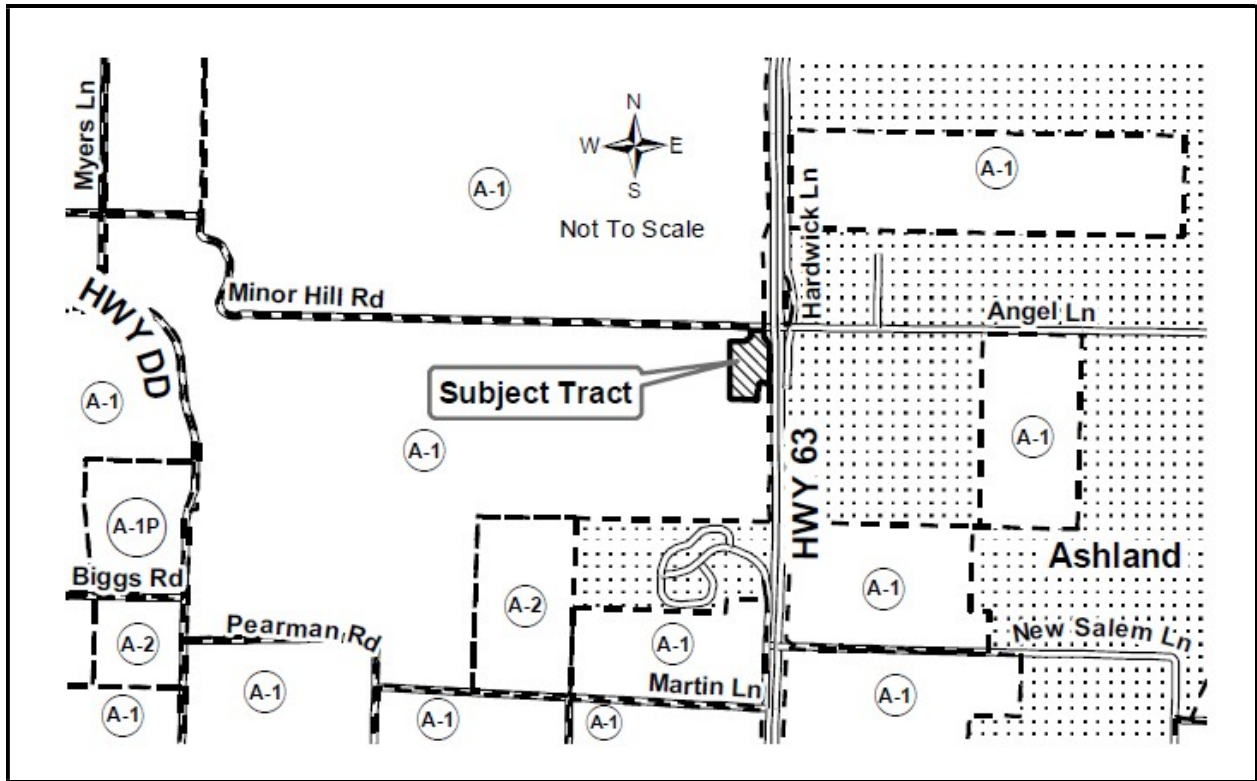 Myers Ln
N
W E
S
Not To Scale
A-1
A-1
Hardwick Ln
Minor Hill Rd
Angel Ln
HWY DD
Subject Tract
A-1
A-1
A-1
HWY 63
A-1P
Ashland
Biggs Rd
A-2
A-1
A-2
Pearman Rd
A-1
New Salem Ln
Martin Ln
A-1
A-1
A-1
A-1
A-1